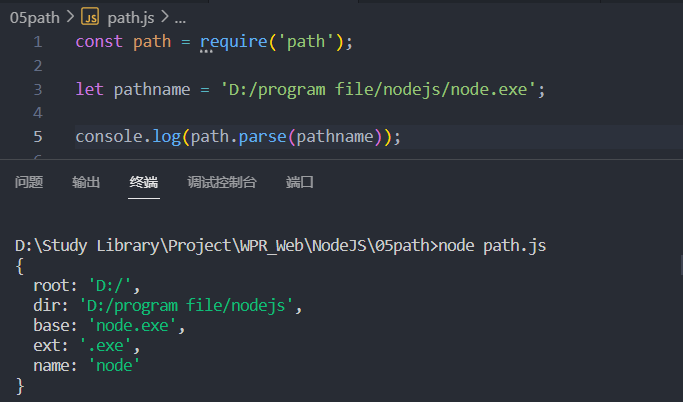 05path > JS path.js > ...
1 const path = require('path');
2
3 let pathname = 'D:/program file/nodejs/node.exe';
4
5 console.log(path.parse(pathname));
问题 输出 终端 调试控制台 端口
D:\Study Library\Project\WPR_Web\NodeJS\05path>node path.js
{
  root: 'D:/',
  dir: 'D:/program file/nodejs',
  base: 'node.exe',
  ext: '.exe',
  name: 'node'
}